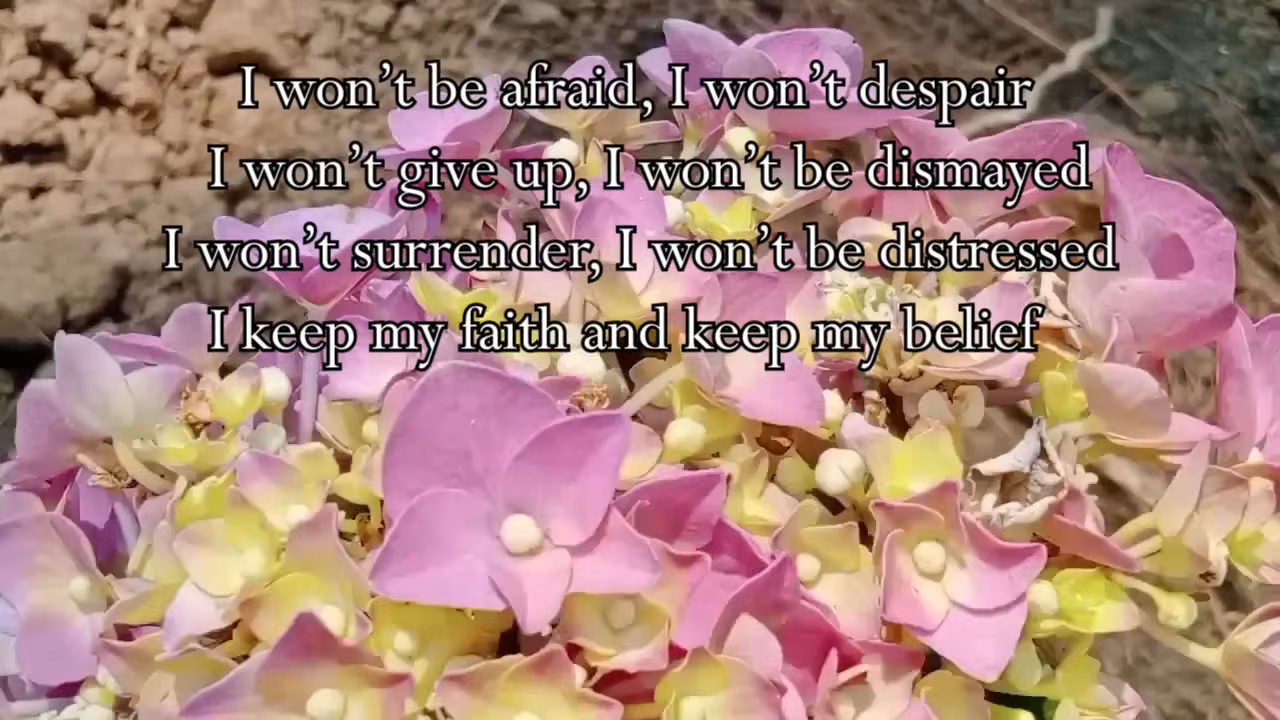 I won’t be afraid, I won’t despair
I won’t give up, I won’t be dismayed
I won’t surrender, I won’t be distressed
I keep my faith and keep my belief